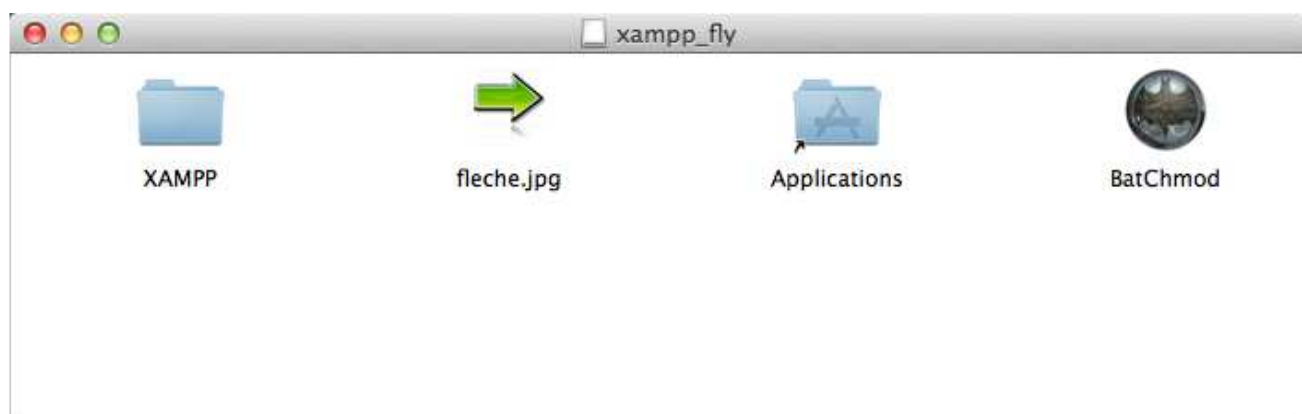 xampp_fly
XAMPP
fleche.jpg
Applications
BatChmod